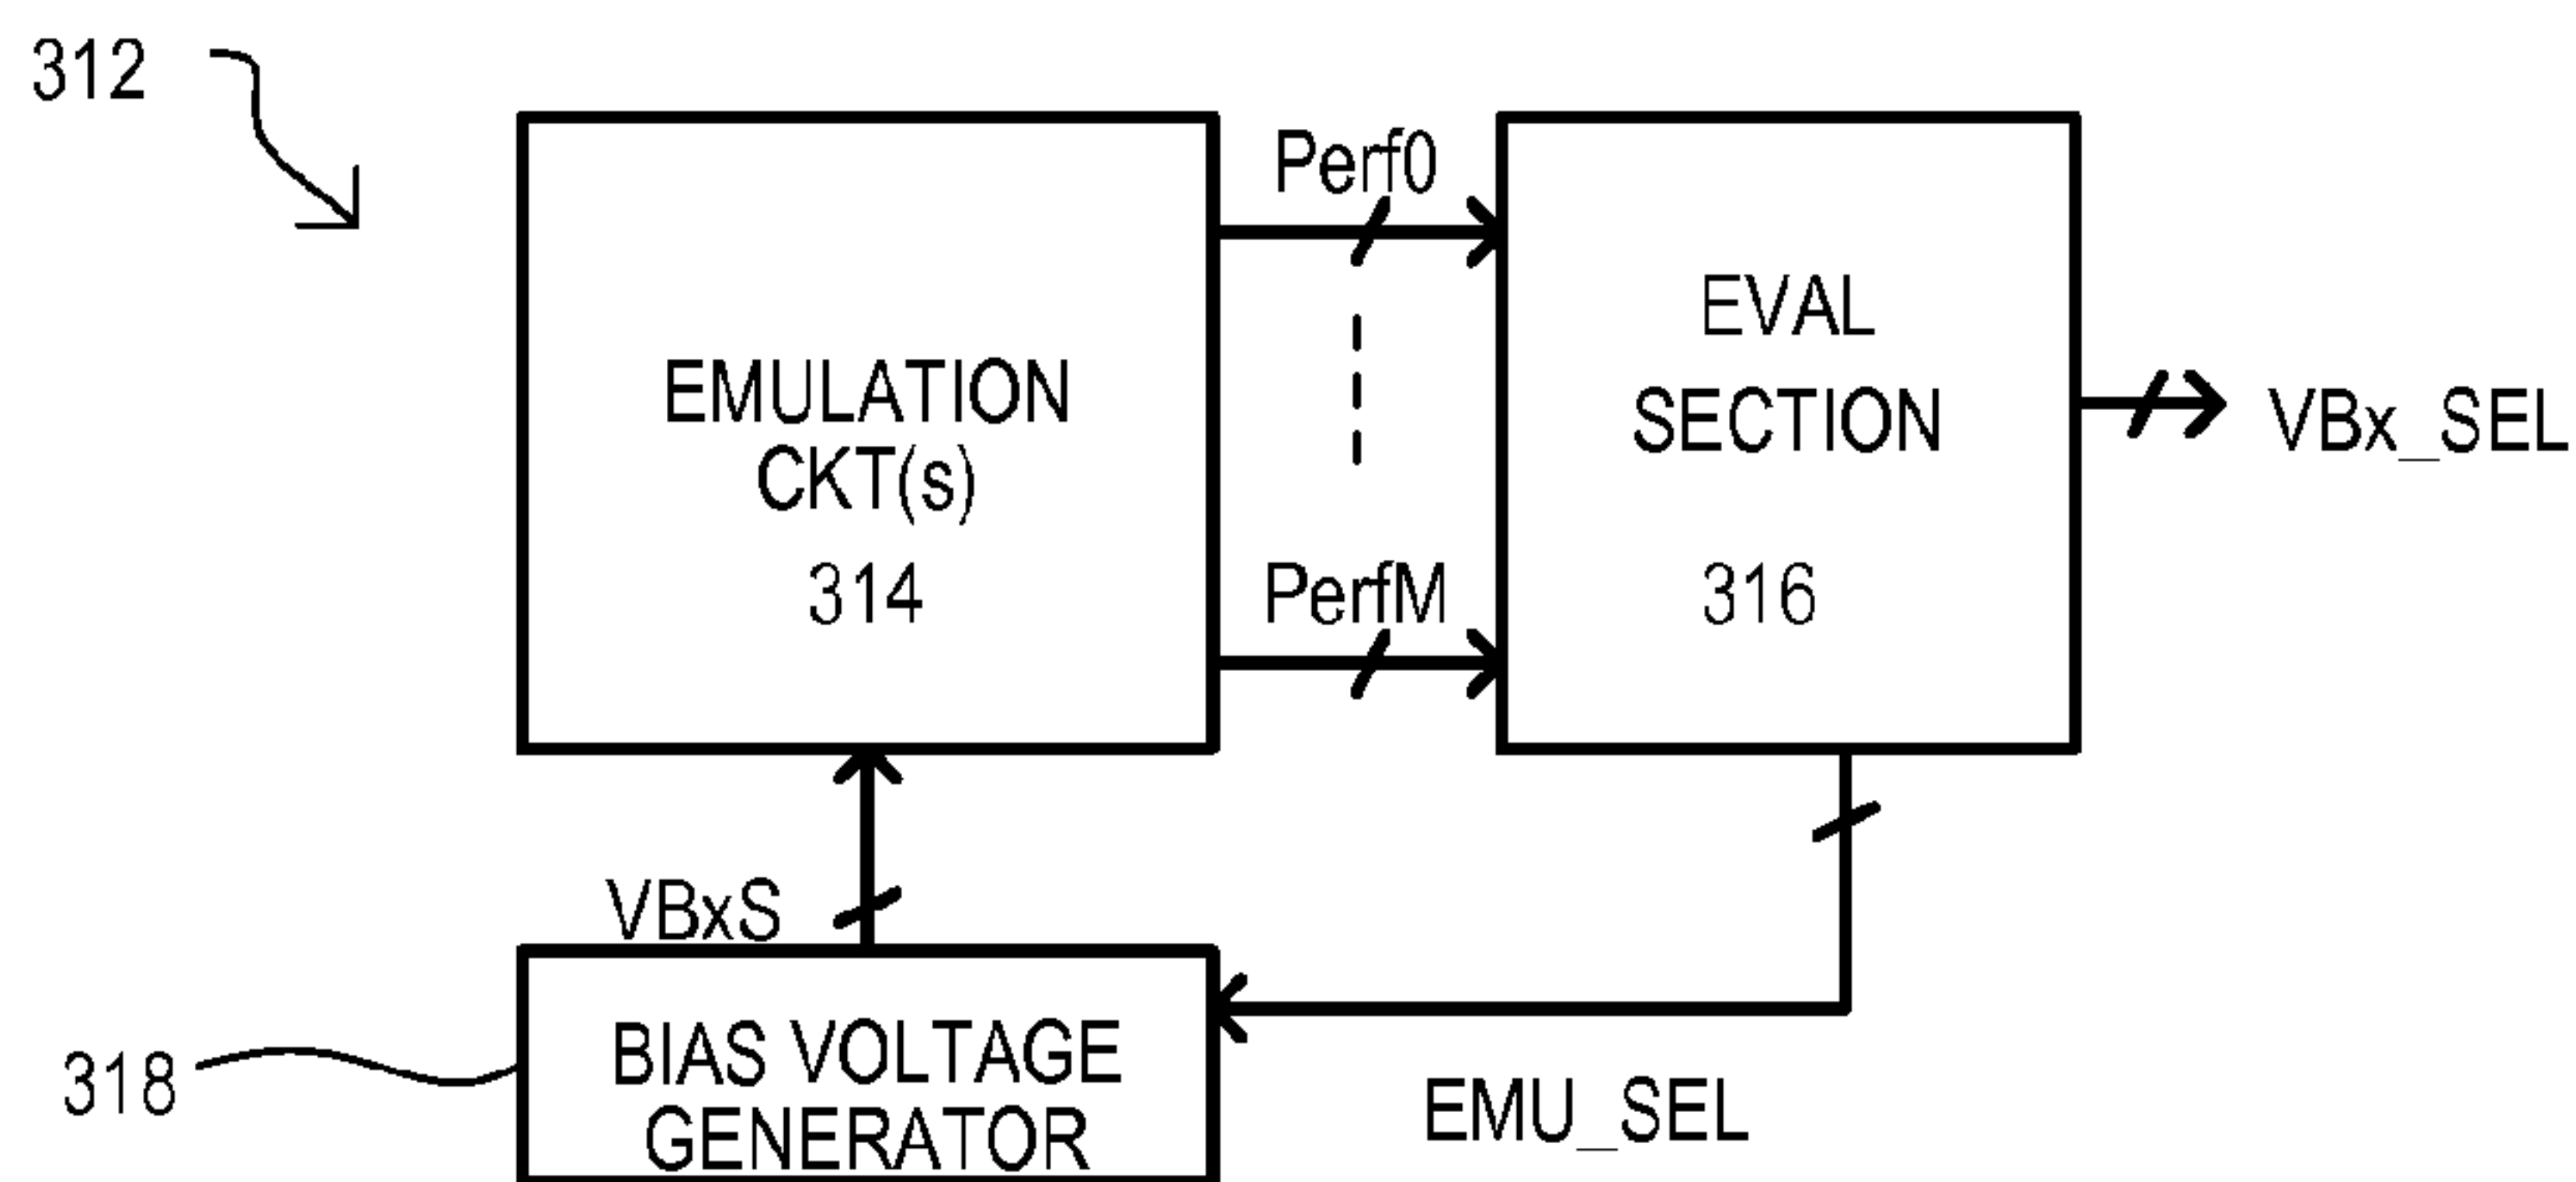 312
Perf0
EVAL
SECTION
316
VBx_SEL
EMULATION
CKT(s)
314
PerfM
VBxS
318
BIAS VOLTAGE
GENERATOR
EMU_SEL